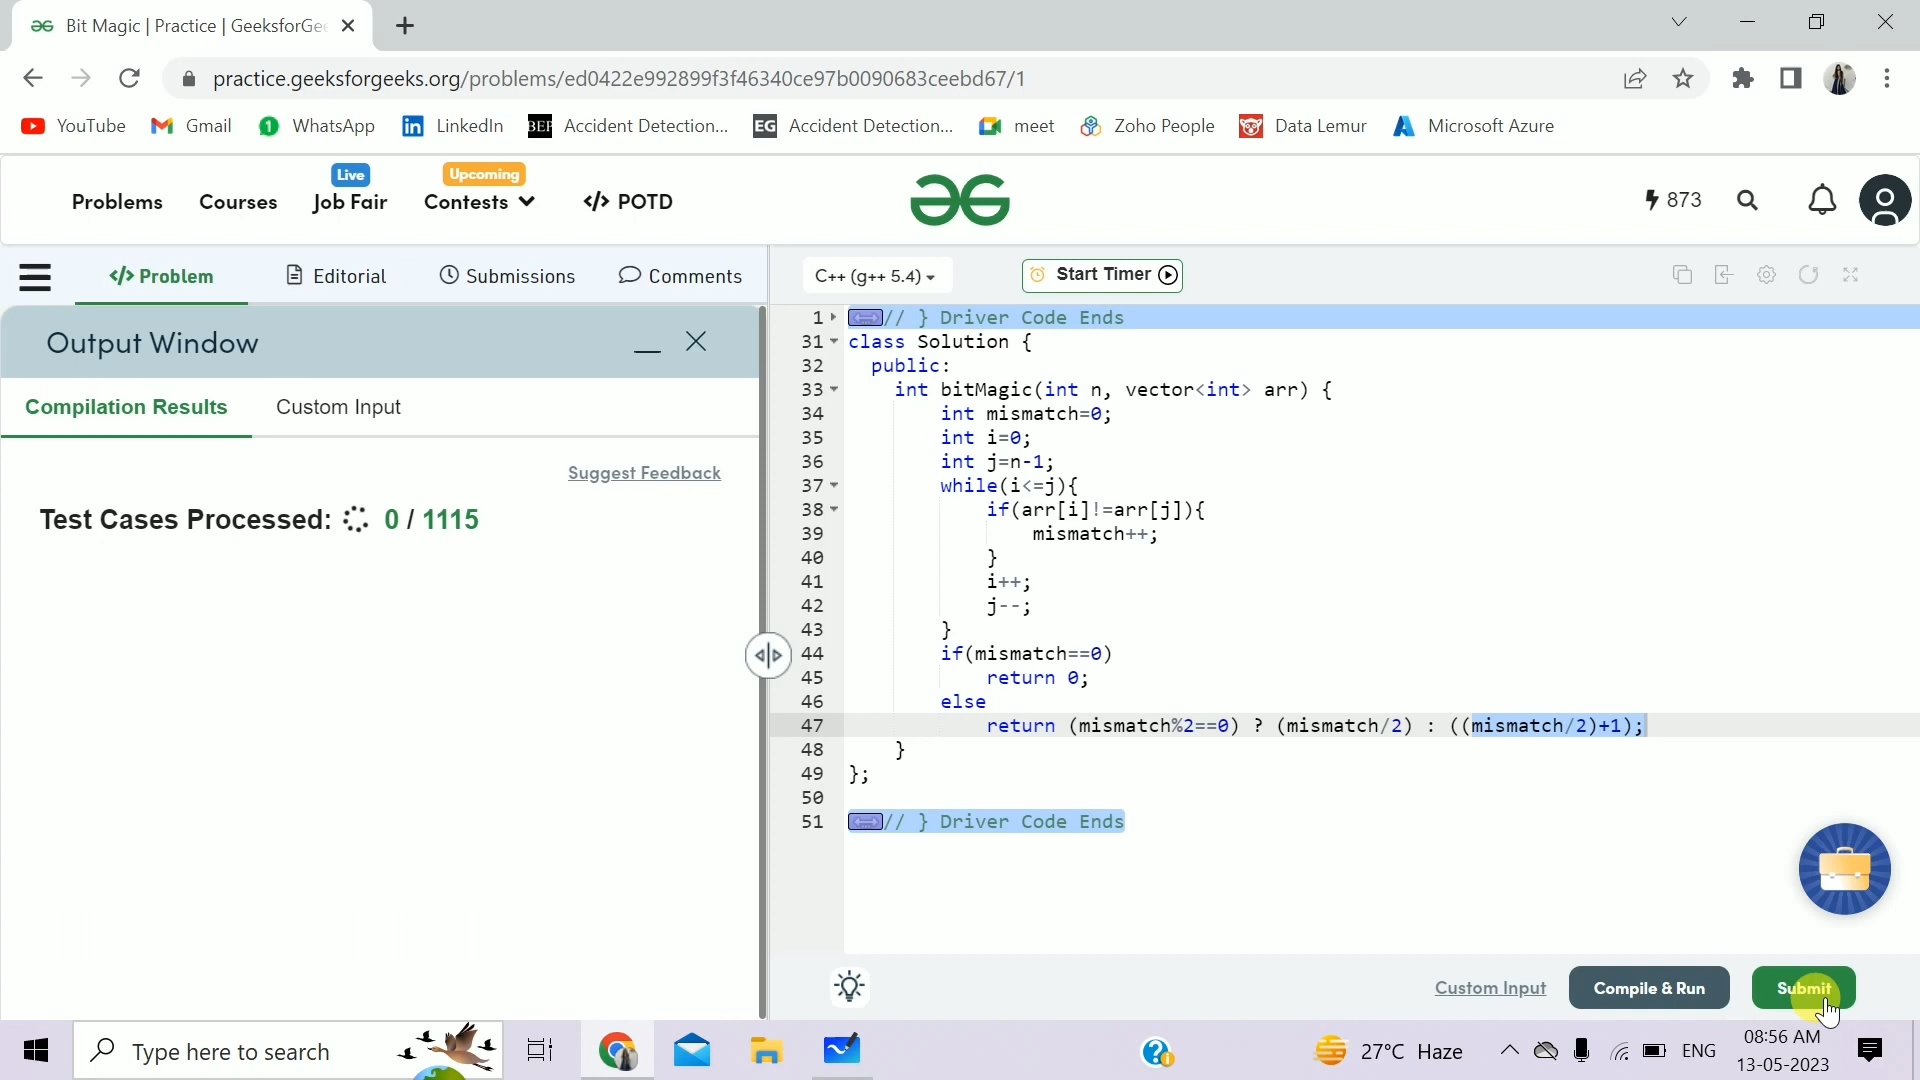 Bit Magic | Practice | GeeksforGee
practice.geeksforgeeks.org/problems/ed0422e992899f3f46340ce97b0090683ceebd67/1
YouTube Gmail WhatsApp LinkedIn BEP Accident Detection... EG Accident Detection... meet Zoho People Data Lemur Microsoft Azure
Live Upcoming
Problems Courses Job Fair Contests </> POTD 873
</> Problem Editorial Submissions Comments C++ (g++ 5.4) Start Timer
Output Window
Compilation Results Custom Input
Suggest Feedback
Test Cases Processed: 0 / 1115
1 // } Driver Code Ends
31 class Solution {
32 public:
33 int bitMagic(int n, vector<int> arr) {
34 int mismatch=0;
35 int i=0;
36 int j=n-1;
37 while(i<=j){
38 if(arr[i]!=arr[j]){
39 mismatch++;
40 }
41 i++;
42 j--;
43 }
44 if(mismatch==0)
45 return 0;
46 else
47 return (mismatch%2==0) ? (mismatch/2) : ((mismatch/2)+1);
48 }
49 };
50
51 // } Driver Code Ends
Custom Input Compile & Run Submit
Type here to search 27°C Haze ENG 08:56 AM
13-05-2023